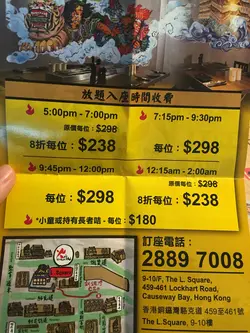 放題入座時間收費
5:00pm - 7:00pm
原價每位：$298
8折每位：$238
7:15pm - 9:30pm
每位：$298
9:45pm - 12:00pm
每位：$298
12:15am - 2:00am
原價每位：$298
8折每位：$238
*小童或持有長者咭 - 每位：$180
訂座電話：
2889 7008
9-10/F, The L. Square,
459-461 Lockhart Road,
Causeway Bay, Hong Kong
香港銅鑼灣駱克道 459至461號
The L.Square, 9-10樓